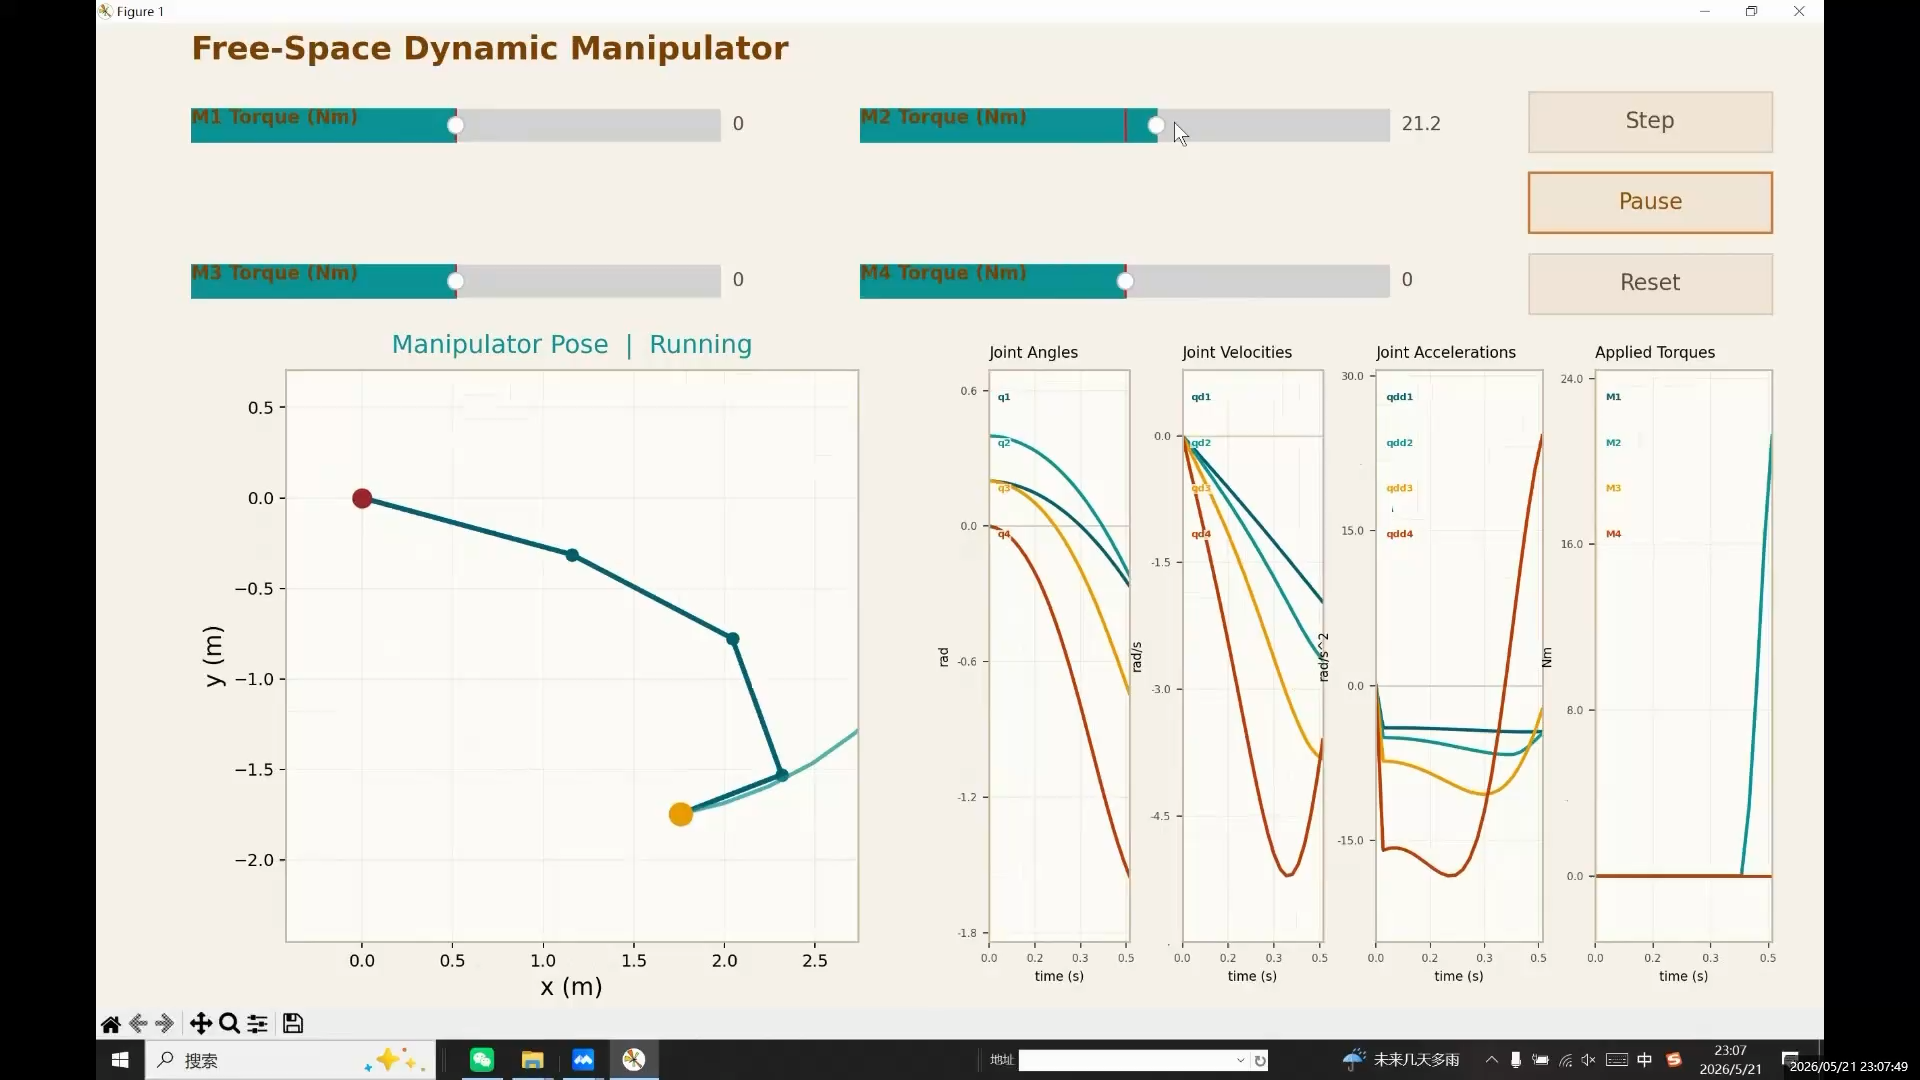 Figure 1
Free-Space Dynamic Manipulator
M1 Torque (Nm) 0
M2 Torque (Nm) 21.2
Step
Pause
M3 Torque (Nm) 0
M4 Torque (Nm) 0
Reset
Manipulator Pose | Running
0.5
0.0
−0.5
−1.0
−1.5
−2.0
y (m)
0.0 0.5 1.0 1.5 2.0 2.5
x (m)
Joint Angles
0.6
0.0
-0.6
-1.2
-1.8
rad
q1
q2
q3
q4
0.0 0.2 0.3 0.5
time (s)
Joint Velocities
0.0
-1.5
-3.0
-4.5
rad/s
qd1
qd2
qd3
qd4
0.0 0.2 0.3 0.5
time (s)
Joint Accelerations
30.0
15.0
0.0
-15.0
rad/s^2
qdd1
qdd2
qdd3
qdd4
0.0 0.2 0.3 0.5
time (s)
Applied Torques
24.0
16.0
8.0
0.0
Nm
M1
M2
M3
M4
0.0 0.2 0.3 0.5
time (s)
搜索
地址
未来几天多雨
中
23:07
2026/5/21
2026/05/21 23:07:49